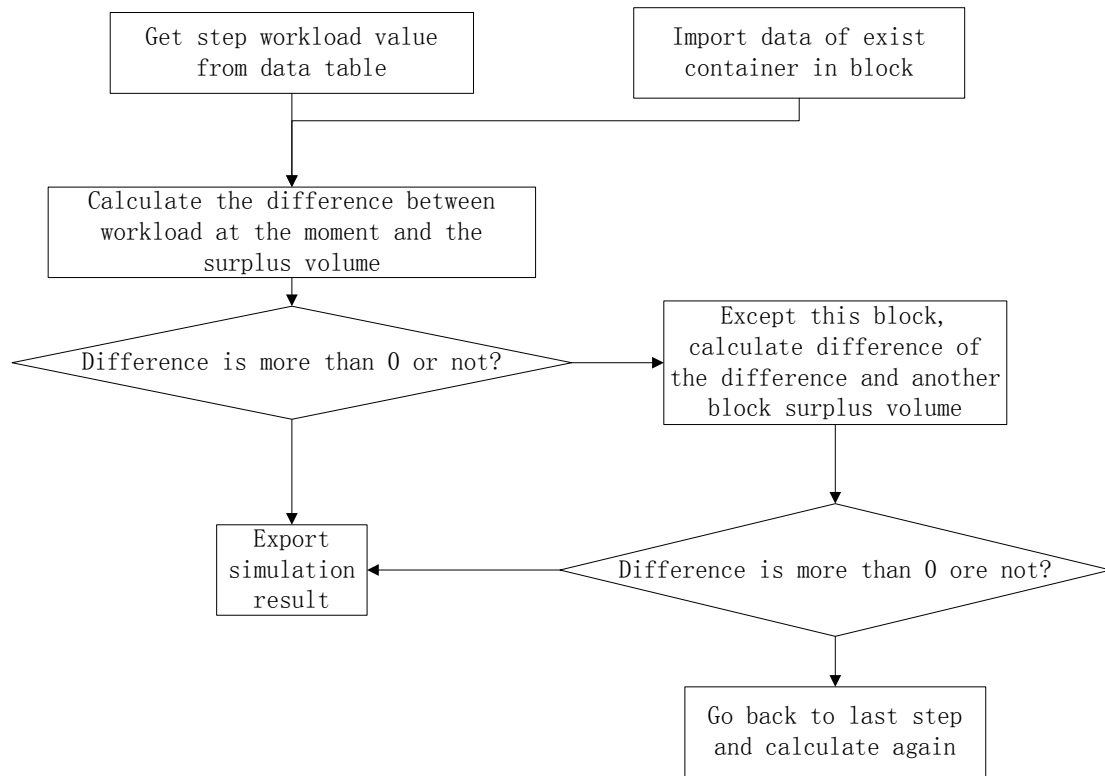 Get step workload value
from data table
Import data of exist
container in block
Calculate the difference between
workload at the moment and the
surplus volume
Difference is more than 0 or not?
Except this block,
calculate difference of
the difference and another
block surplus volume
Export
simulation
result
Difference is more than 0 ore not?
Go back to last step
and calculate again